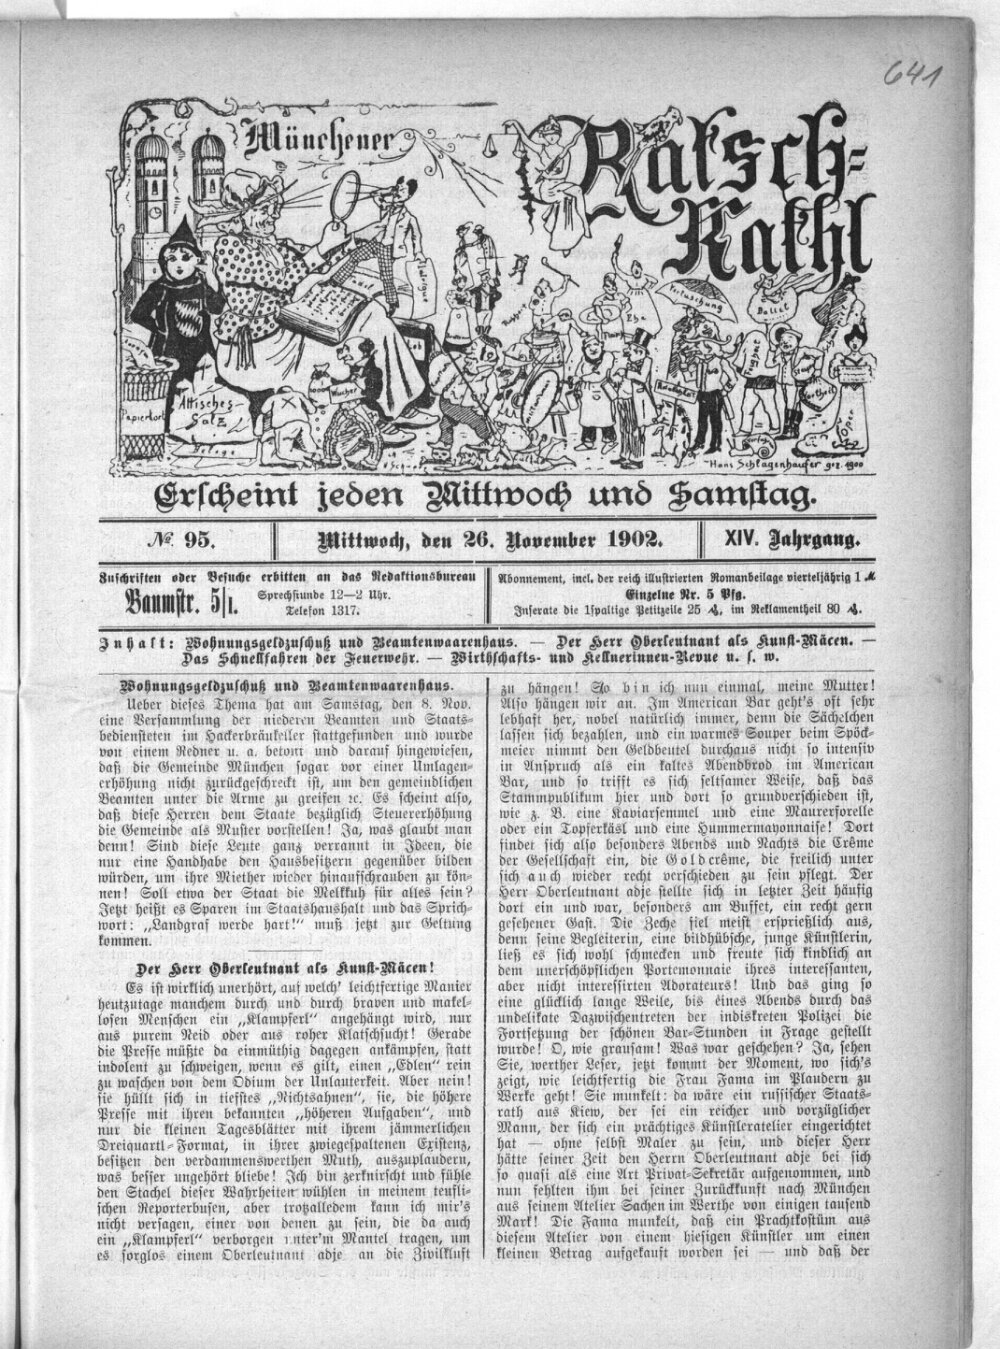 641
Münchener
Ratsch-
Kathl
Verlobung
Ehe
Ballet
Wucher
Papierkorb
Attisches
Salz
Oper
Hans Schlagenhaufer gez. 1900
Erscheint jeden Mittwoch und Samstag.
№ 95.
Mittwoch, den 26. November 1902.
XIV. Jahrgang.
Zuschriften oder Besuche erbitten an das Redaktionsbureau
Baumstr. 5/I.
Sprechstunde 12—2 Uhr.
Telefon 1317.
Abonnement, incl. der reich illustrierten Romanbeilage vierteljährig 1 ℳ
Einzelne Nr. 5 Pfg.
Inserate die 1spaltige Petitzeile 25 ₰, im Reklamentheil 80 ₰.
Inhalt: Wohnungsgeldzuschuß und Beamtenwaarenhaus. — Der Herr Oberleutnant als Kunst-Mäcen. —
Das Schnellfahren der Feuerwehr. — Wirthschafts- und Kellnerinnen-Revue u. s. w.
Wohnungsgeldzuschuß und Beamtenwaarenhaus.
Ueber dieses Thema hat am Samstag, den 8. Nov.
eine Versammlung der niederen Beamten und Staats-
bediensteten im Hackerbräukeller stattgefunden und wurde
von einem Redner u. a. betont und darauf hingewiesen,
daß die Gemeinde München sogar vor einer Umlagen-
erhöhung nicht zurückgeschreckt ist, um den gemeindlichen
Beamten unter die Arme zu greifen ꝛc. Es scheint also,
daß diese Herren dem Staate bezüglich Steuererhöhung
die Gemeinde als Muster vorstellen! Ja, was glaubt man
denn! Sind diese Leute ganz verrannt in Ideen, die
nur eine Handhabe den Hausbesitzern gegenüber bilden
würden, um ihre Miether wieder hinaufschrauben zu kön-
nen! Soll etwa der Staat die Melkkuh für alles sein?
Jetzt heißt es Sparen im Staatshaushalt und das Sprich-
wort: „Landgraf werde hart!“ muß jetzt zur Geltung
kommen.
Der Herr Oberleutnant als Kunst-Mäcen!
Es ist wirklich unerhört, auf welch' leichtfertige Manier
heutzutage manchem durch und durch braven und makel-
losen Menschen ein „Klampferl“ angehängt wird, nur
aus purem Neid oder aus roher Klatschsucht! Gerade
die Presse müßte da einmüthig dagegen ankämpfen, statt
indolent zu schweigen, wenn es gilt, einen „Edlen“ rein
zu waschen von dem Odium der Unlauterkeit. Aber nein!
sie hüllt sich in tiefstes „Nichtsahnen“, sie, die höhere
Presse mit ihren bekannten „höheren Aufgaben“, und
nur die kleinen Tagesblätter mit ihrem jämmerlichen
Dreiquartl-Format, in ihrer zwiegespaltenen Existenz,
besitzen den verdammenswerthen Muth, auszuplaudern,
was besser ungehört bliebe! Ich bin zerknirscht und fühle
den Stachel dieser Wahrheiten wühlen in meinem teufli-
schen Reporterbusen, aber trotzalledem kann ich mir's
nicht versagen, einer von denen zu sein, die da auch
ein „Klampferl“ verborgen unter'm Mantel tragen, um
es sorglos einem Oberleutnant adje an die Zivilkluft
zu hängen! So bin ich nun einmal, meine Mutter!
Also hängen wir an. Im American Bar geht's oft sehr
lebhaft her, nobel natürlich immer, denn die Sächelchen
lassen sich bezahlen, und ein warmes Souper beim Spöck-
meier nimmt den Geldbeutel durchaus nicht so intensiv
in Anspruch als ein kaltes Abendbrod im American
Bar, und so trifft es sich seltsamer Weise, daß das
Stammpublikum hier und dort so grundverschieden ist,
wie z. B. eine Kaviarsemmel und eine Maurerforelle
oder ein Topferkäsl und eine Hummermayonnaise! Dort
findet sich also besonders Abends und Nachts die Crême
der Gesellschaft ein, die Goldcrême, die freilich unter
sich auch wieder recht verschieden zu sein pflegt. Der
Herr Oberleutnant adje stellte sich in letzter Zeit häufig
dort ein und war, besonders am Buffet, ein recht gern
gesehener Gast. Die Zeche fiel meist ersprießlich aus,
denn seine Begleiterin, eine bildhübsche, junge Künstlerin,
ließ es sich wohl schmecken und freute sich kindlich an
dem unerschöpflichen Portemonnaie ihres interessanten,
aber nicht interessirten Adorateurs! Und das ging so
eine glücklich lange Weile, bis eines Abends durch das
undelikate Dazwischentreten der indiskreten Polizei die
Fortsetzung der schönen Bar-Stunden in Frage gestellt
wurde! O, wie grausam! Was war geschehen? Ja, sehen
Sie, werther Leser, jetzt kommt der Moment, wo sich's
zeigt, wie leichtfertig die Frau Fama im Plaudern zu
Werke geht! Sie munkelt: da wäre ein russischer Staats-
rath aus Kiew, der sei ein reicher und vorzüglicher
Mann, der sich ein prächtiges Künstleratelier eingerichtet
hat — ohne selbst Maler zu sein, und dieser Herr
hätte seiner Zeit den Herrn Oberleutnant adje bei sich
so quasi als eine Art Privat-Sekretär aufgenommen, und
nun fehlten ihm bei seiner Zurückkunft nach München
aus seinem Atelier Sachen im Werthe von einigen tausend
Mark! Die Fama munkelt, daß ein Prachtkostüm aus
diesem Atelier von einem hiesigen Künstler um einen
kleinen Betrag aufgekauft worden sei — und daß der